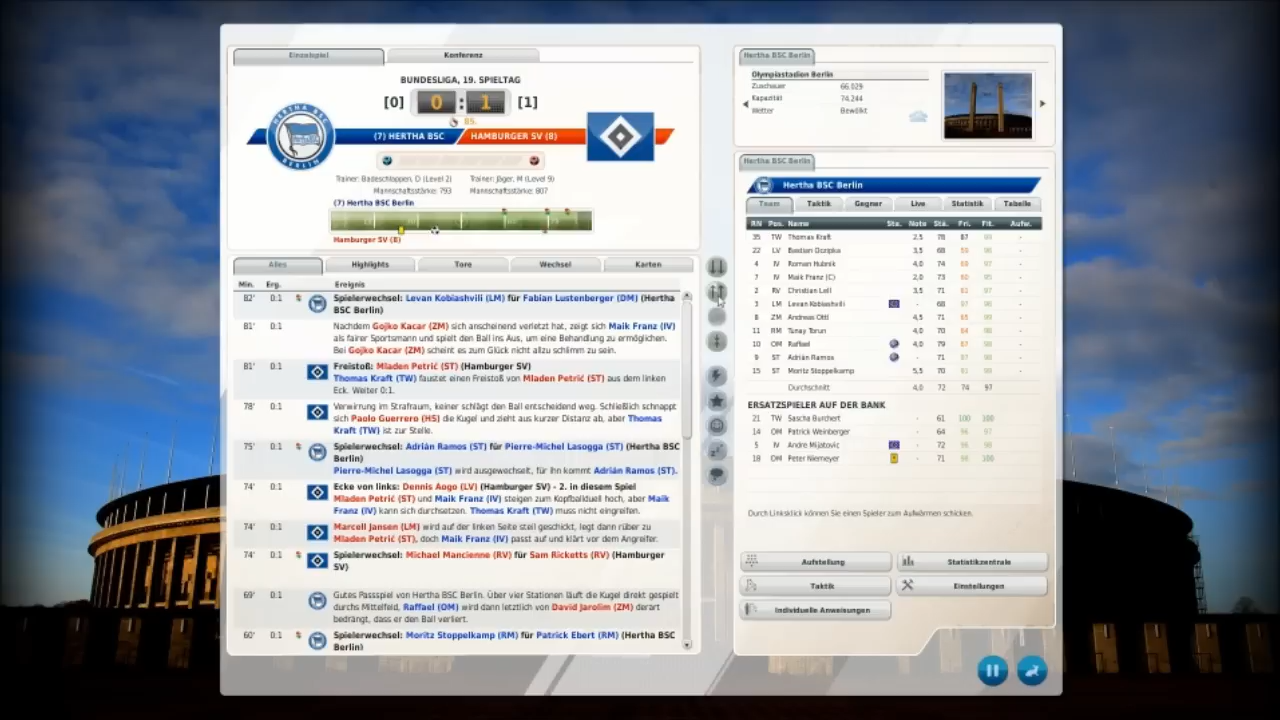 Einzelspiel Konferenz
BUNDESLIGA, 19. SPIELTAG
[0] 0 : 1 [1]
85.
(7) HERTHA BSC HAMBURGER SV (8)
HERTHA BSC BERLIN
Trainer: Badeschlappen, D (Level 2) Trainer: Jäger, M (Level 9)
Mannschaftsstärke: 793 Mannschaftsstärke: 807
(7) Hertha BSC Berlin
Hamburger SV (8)
Alles Highlights Tore Wechsel Karten
Min. Erg. Ereignis
82' 0:1 Spielerwechsel: Levan Kobiashvili (LM) für Fabian Lustenberger (DM) (Hertha
BSC Berlin)
81' 0:1 Nachdem Gojko Kacar (ZM) sich anscheinend verletzt hat, zeigt sich Maik Franz (IV)
als fairer Sportsmann und spielt den Ball ins Aus, um eine Behandlung zu ermöglichen.
Bei Gojko Kacar (ZM) scheint es zum Glück nicht allzu schlimm zu sein.
81' 0:1 Freistoß: Mladen Petrić (ST) (Hamburger SV)
Thomas Kraft (TW) faustet einen Freistoß von Mladen Petrić (ST) aus dem linken
Eck. Weiter 0:1.
78' 0:1 Verwirrung im Strafraum, keiner schlägt den Ball entscheidend weg. Schließlich schnappt
sich Paolo Guerrero (HS) die Kugel und zieht aus kurzer Distanz ab, aber Thomas
Kraft (TW) ist zur Stelle.
75' 0:1 Spielerwechsel: Adrián Ramos (ST) für Pierre-Michel Lasogga (ST) (Hertha BSC
Berlin)
Pierre-Michel Lasogga (ST) wird ausgewechselt, für ihn kommt Adrián Ramos (ST).
74' 0:1 Ecke von links: Dennis Aogo (LV) (Hamburger SV) - 2. in diesem Spiel
Mladen Petrić (ST) und Maik Franz (IV) steigen zum Kopfballduell hoch, aber Maik
Franz (IV) kann sich durchsetzen. Thomas Kraft (TW) muss nicht eingreifen.
74' 0:1 Marcell Jansen (LM) wird auf der linken Seite steil geschickt, legt dann rüber zu
Mladen Petrić (ST), doch Maik Franz (IV) passt auf und klärt vor dem Angreifer.
74' 0:1 Spielerwechsel: Michael Mancienne (RV) für Sam Ricketts (RV) (Hamburger
SV)
69' 0:1 Gutes Passspiel von Hertha BSC Berlin. Über vier Stationen läuft die Kugel direkt gespielt
durchs Mittelfeld, Raffael (OM) wird dann letztlich von David Jarolim (ZM) derart
bedrängt, dass er den Ball verliert.
60' 0:1 Spielerwechsel: Moritz Stoppelkamp (RM) für Patrick Ebert (RM) (Hertha BSC
Berlin)
Hertha BSC Berlin
Olympiastadion Berlin
Zuschauer 66.029
Kapazität 74.244
Wetter Bewölkt
Hertha BSC Berlin
Hertha BSC Berlin
Team Taktik Gegner Live Statistik Tabelle
RN Pos. Name Sta. Note Stä. Fri. Fit. Aufw.
35 TW Thomas Kraft 2,5 78 87 -
22 LV Bastian Oczipka 3,5 68 -
4 IV Roman Hubnik 4,0 74 97 -
7 IV Maik Franz (C) 2,0 73 95 -
2 RV Christian Lell 3,5 71 97 -
3 LM Levan Kobiashvili - 68 97 -
8 ZM Andreas Ottl 4,5 71 65 -
11 RM Tunay Torun 4,0 70 -
10 OM Raffael 4,0 79 -
9 ST Adrián Ramos - 71 -
15 ST Moritz Stoppelkamp 5,5 70 -
Durchschnitt 4,0 72 74 97
ERSATZSPIELER AUF DER BANK
21 TW Sascha Burchert - 61 100 100
14 OM Patrick Weinberger - 64 -
5 IV Andre Mijatovic - 72 -
18 DM Peter Niemeyer - 71 100 -
Durch Linksklick können Sie einen Spieler zum Aufwärmen schicken.
Aufstellung Statistikzentrale
Taktik Einstellungen
Individuelle Anweisungen